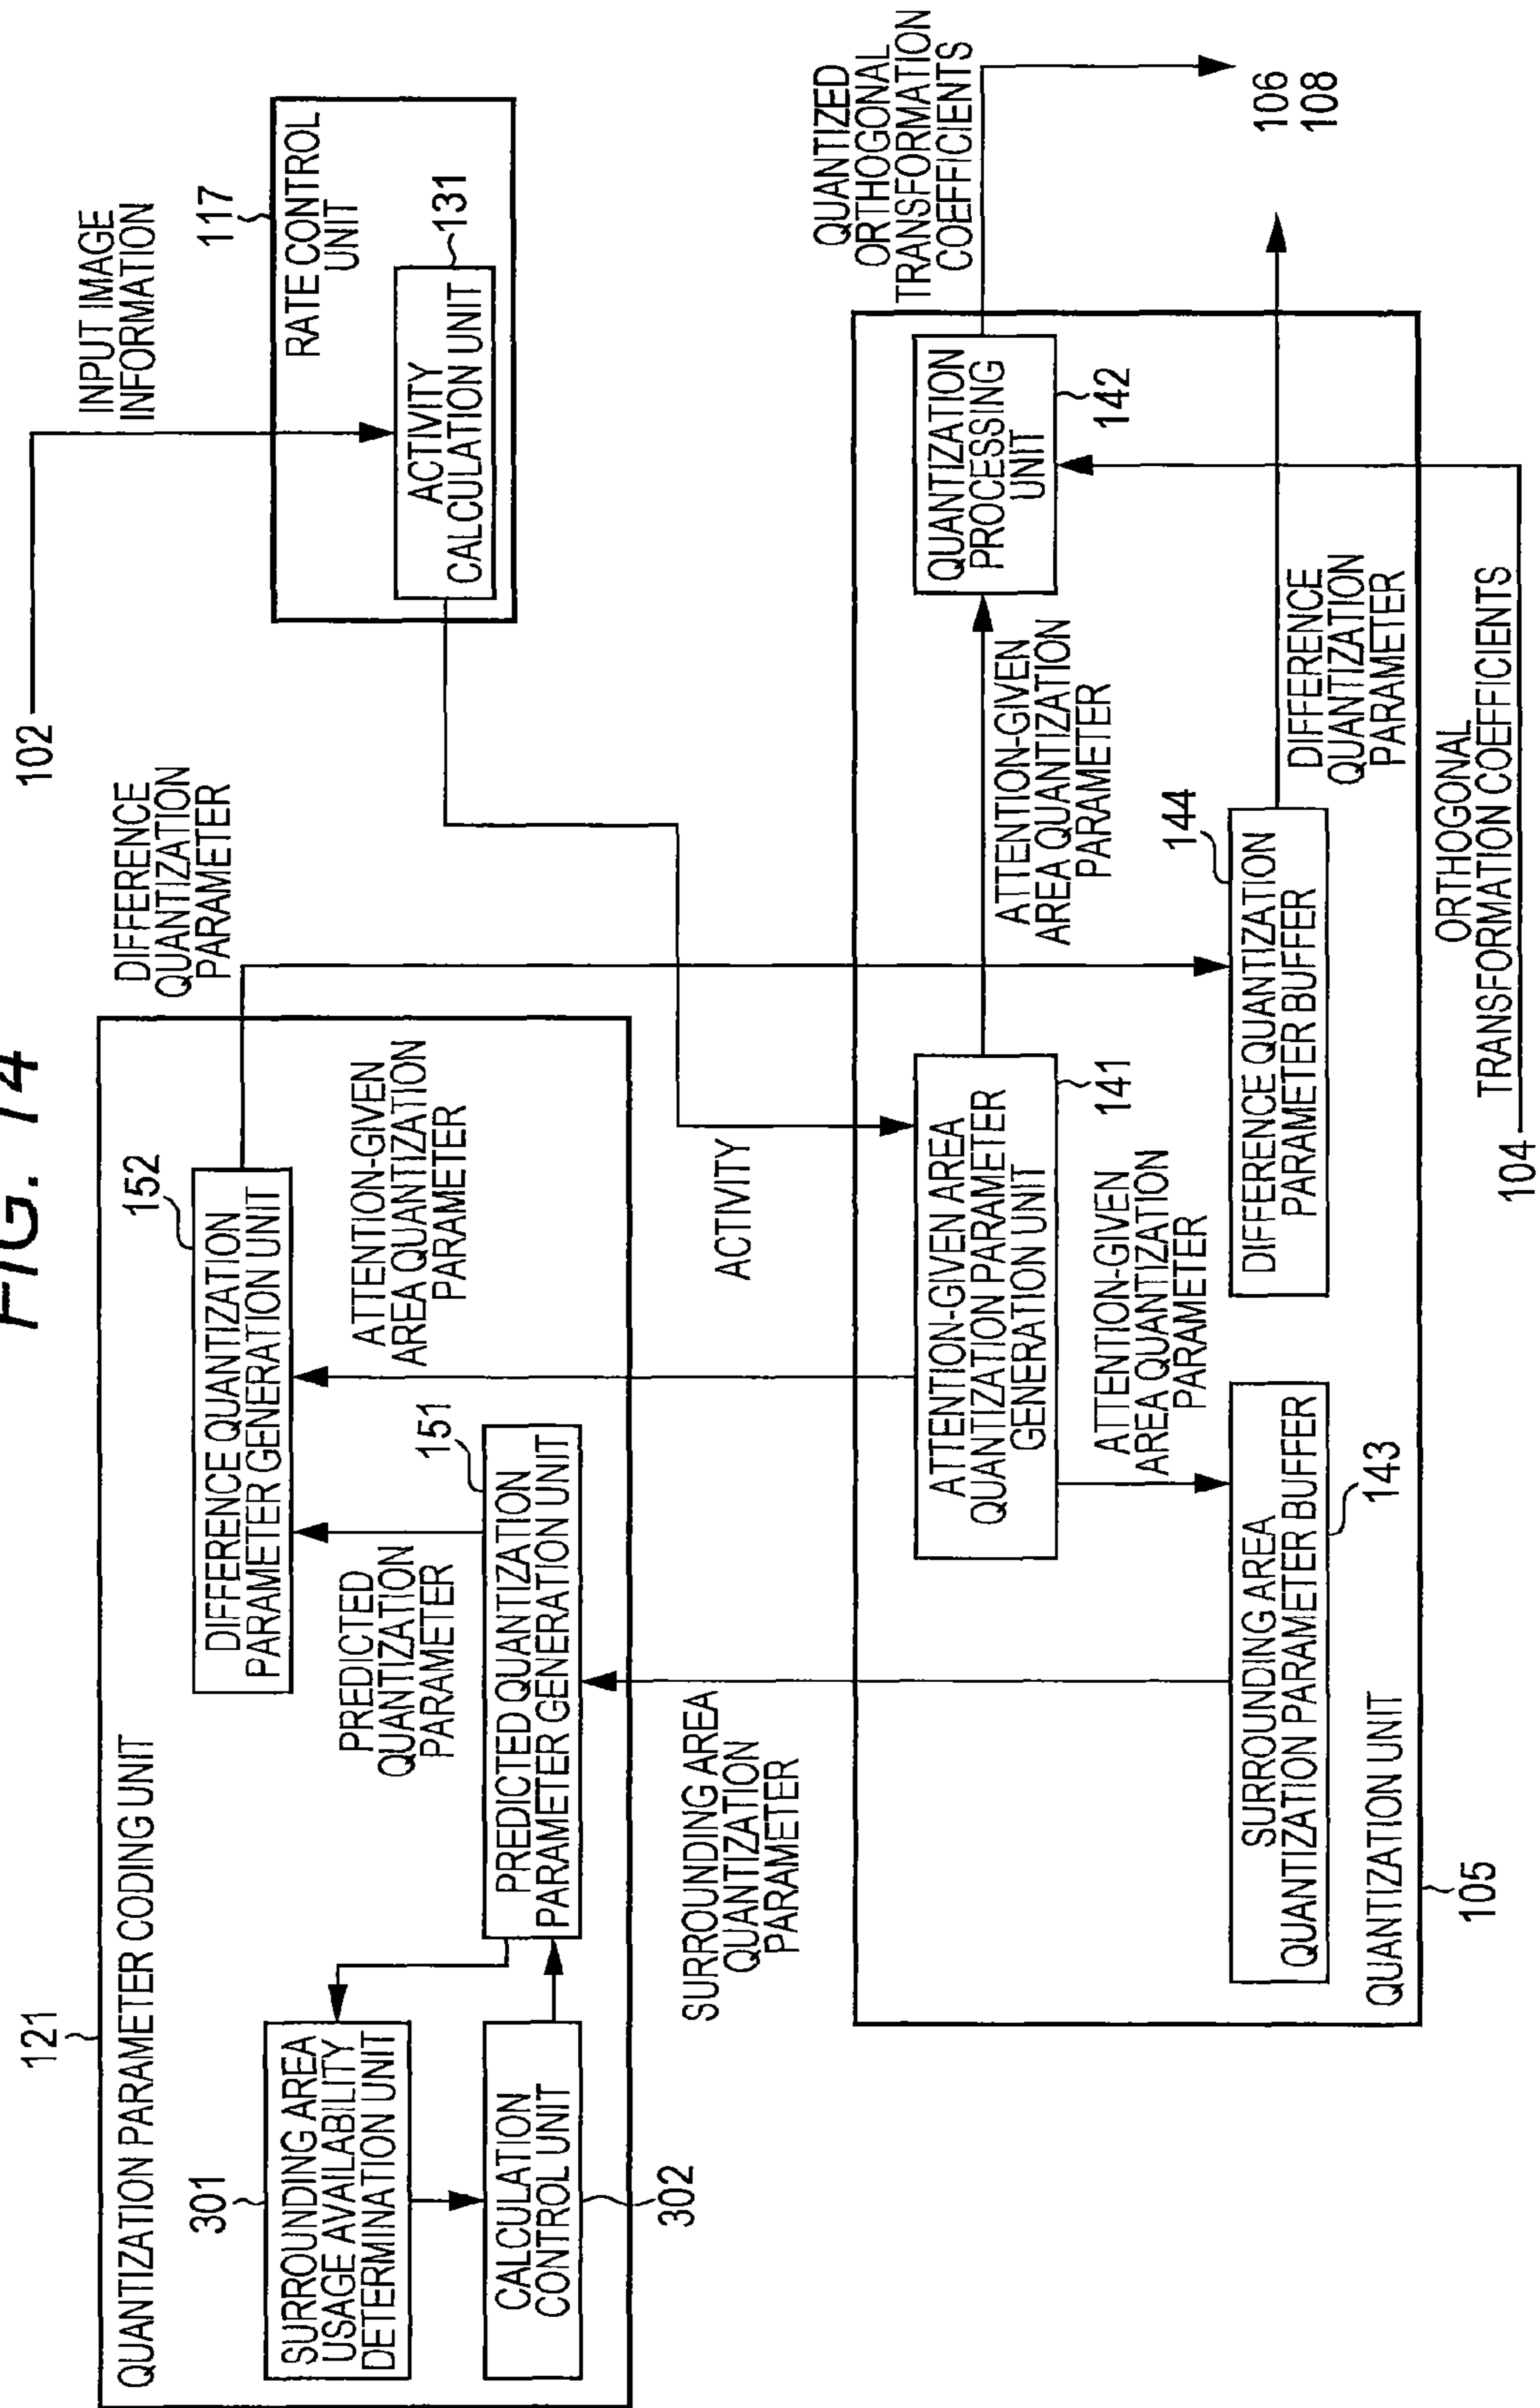 FIG. 14
121
QUANTIZATION PARAMETER CODING UNIT
301
SURROUNDING AREA
USAGE AVAILABILITY
DETERMINATION UNIT
CALCULATION
CONTROL UNIT
302
152
DIFFERENCE QUANTIZATION
PARAMETER GENERATION UNIT
PREDICTED
QUANTIZATION
PARAMETER
151
PREDICTED QUANTIZATION
PARAMETER GENERATION UNIT
ATTENTION-GIVEN
AREA QUANTIZATION
PARAMETER
DIFFERENCE
QUANTIZATION
PARAMETER
102
INPUT IMAGE
INFORMATION
117
RATE CONTROL
UNIT
131
ACTIVITY
CALCULATION UNIT
SURROUNDING AREA
QUANTIZATION
PARAMETER
ACTIVITY
QUANTIZED
ORTHOGONAL
TRANSFORMATION
COEFFICIENTS
106
108
ATTENTION-GIVEN AREA
QUANTIZATION PARAMETER
GENERATION UNIT
141
ATTENTION-GIVEN
AREA QUANTIZATION
PARAMETER
QUANTIZATION
PROCESSING
UNIT
142
ATTENTION-GIVEN
AREA QUANTIZATION
PARAMETER
SURROUNDING AREA
QUANTIZATION PARAMETER BUFFER
143
144
DIFFERENCE QUANTIZATION
PARAMETER BUFFER
DIFFERENCE
QUANTIZATION
PARAMETER
QUANTIZATION UNIT
105
104
ORTHOGONAL
TRANSFORMATION COEFFICIENTS